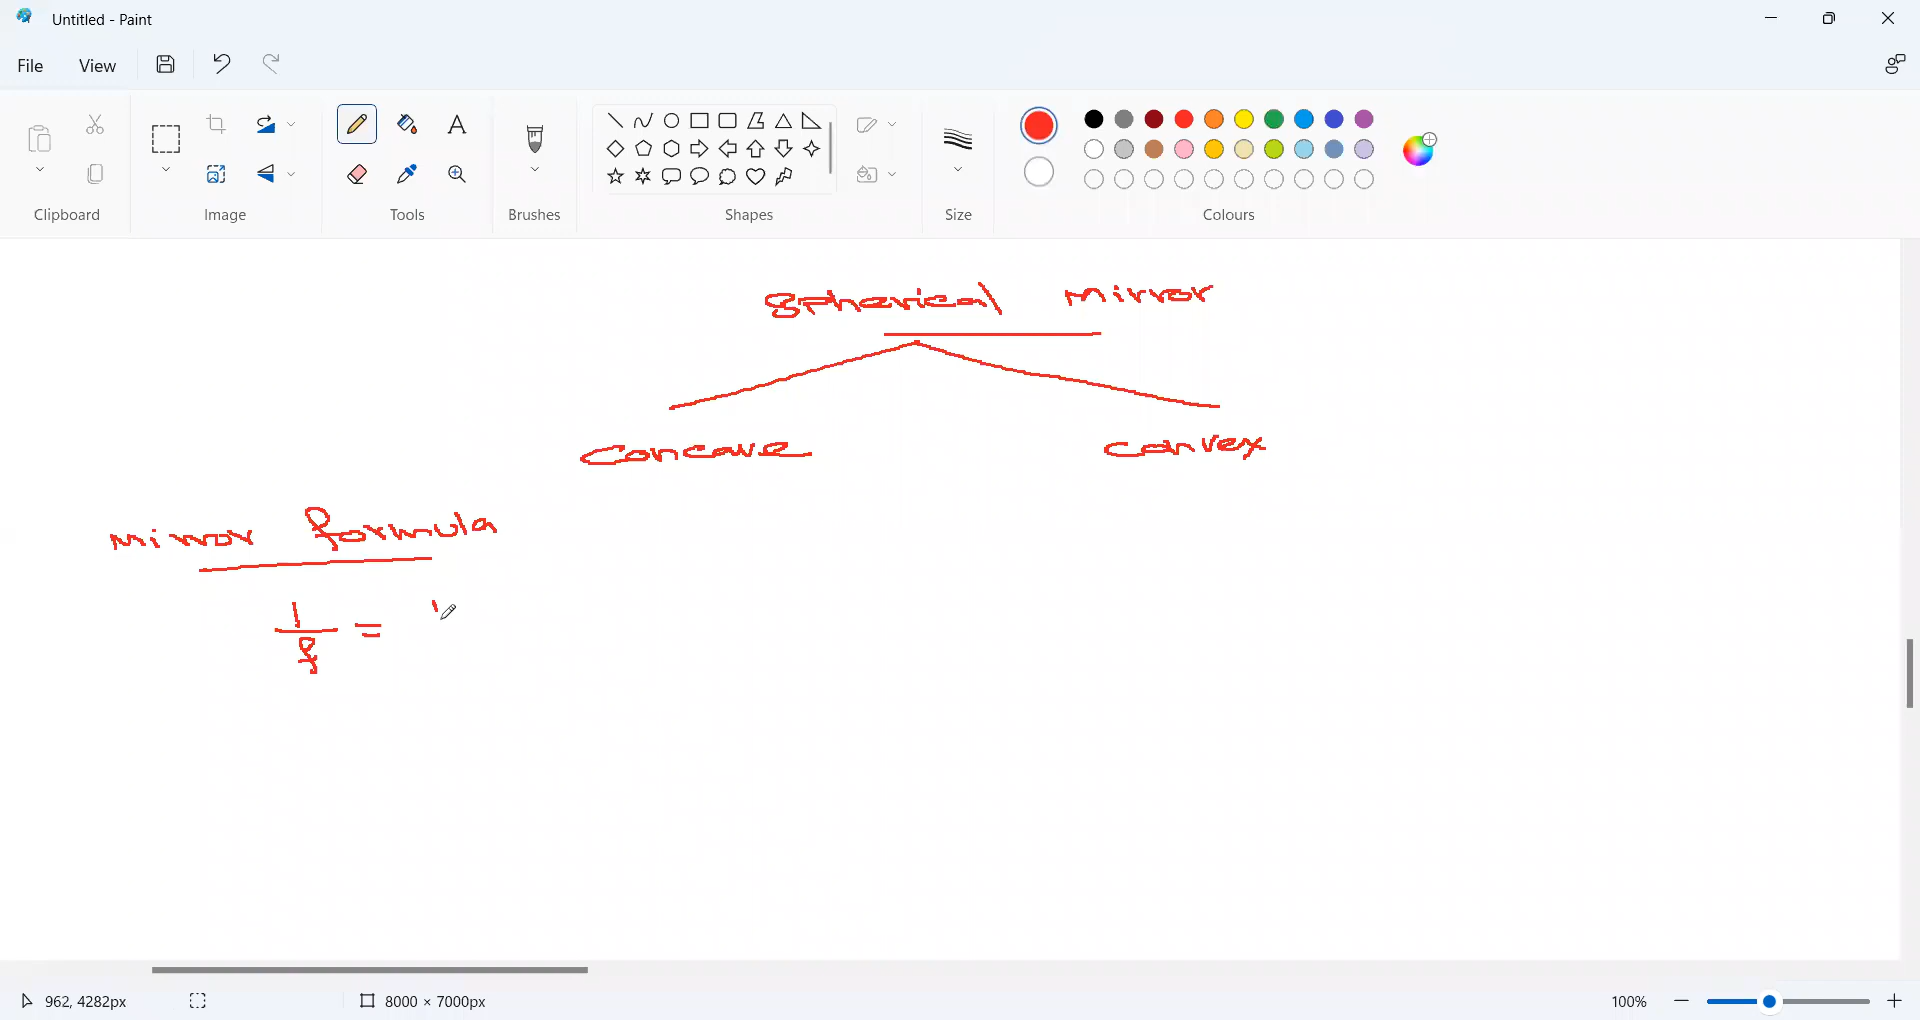 Untitled - Paint
File View
Clipboard Image Tools Brushes Shapes Size Colours
Spherical mirror
Concave Convex
mirror formula
1
f =
962, 4282px 8000 × 7000px 100%